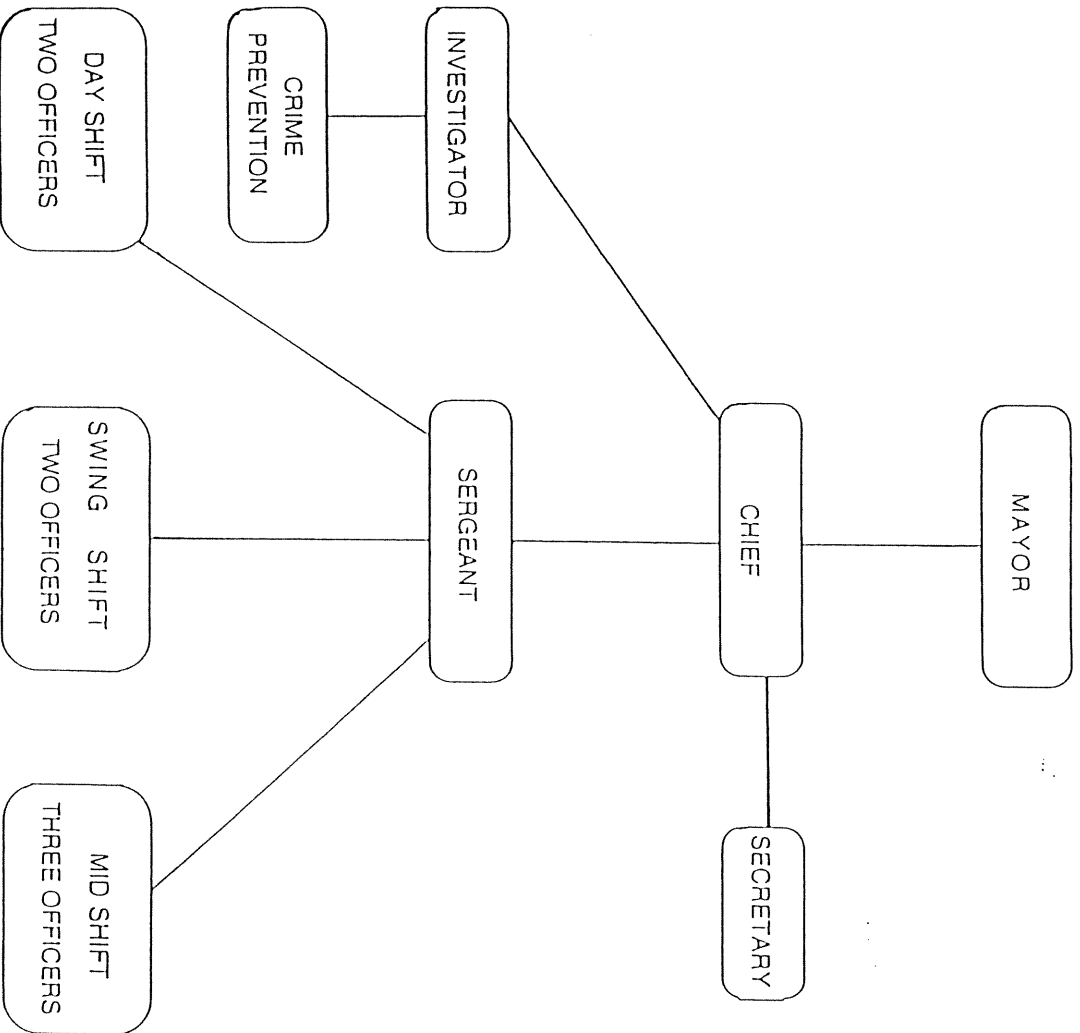 MAYOR
CHIEF
SECRETARY
INVESTIGATOR
SERGEANT
CRIME
PREVENTION
DAY SHIFT
TWO OFFICERS
SWING SHIFT
TWO OFFICERS
MID SHIFT
THREE OFFICERS